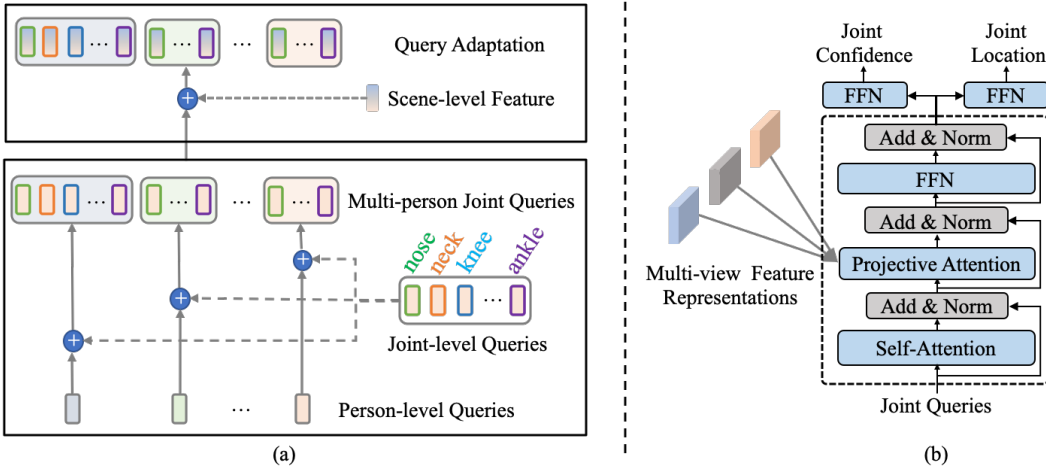 Query Adaptation
Scene-level Feature
Multi-person Joint Queries
nose
neck
knee
ankle
Joint-level Queries
Person-level Queries
(a)
Joint
Confidence
Joint
Location
FFN
FFN
Add & Norm
FFN
Add & Norm
Projective Attention
Multi-view Feature
Representations
Add & Norm
Self-Attention
Joint Queries
(b)